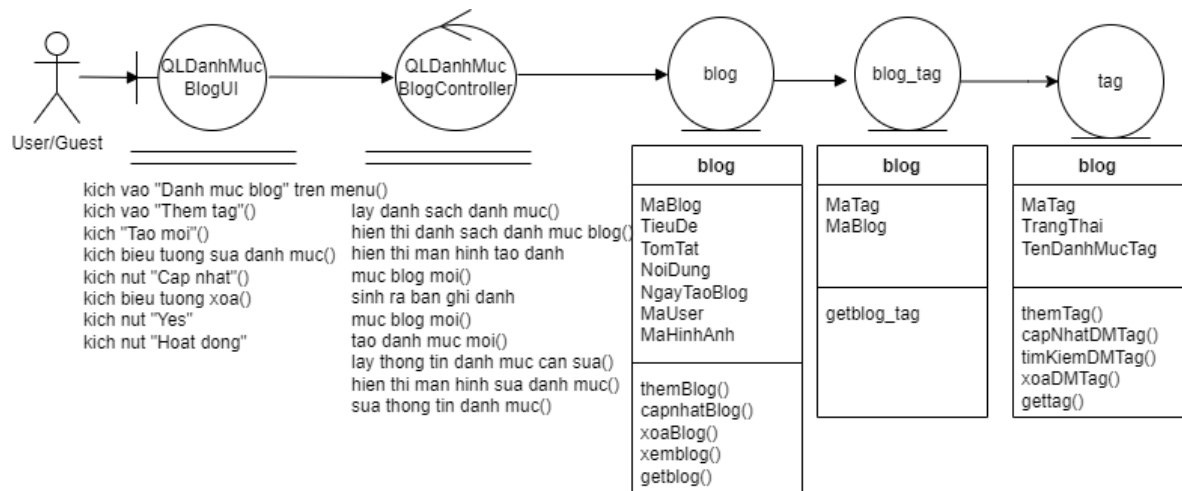 QLDanhMuc
BlogUI
QLDanhMuc
BlogController
blog
blog_tag
tag
User/Guest
kich vao "Danh muc blog" tren menu()
kich vao "Them tag"()
kich "Tao moi"()
kich bieu tuong sua danh muc()
kich nut "Cap nhat"()
kich bieu tuong xoa()
kich nut "Yes"
kich nut "Hoat dong"
lay danh sach danh muc()
hien thi danh sach danh muc blog()
hien thi man hinh tao danh
muc blog moi()
sinh ra ban ghi danh
muc blog moi()
tao danh muc moi()
lay thong tin danh muc can sua()
hien thi man hinh sua danh muc()
sua thong tin danh muc()
blog
MaBlog
TieuDe
TomTat
NoiDung
NgayTaoBlog
MaUser
MaHinhAnh
themBlog()
capnhatBlog()
xoaBlog()
xemblog()
getblog()
blog
MaTag
MaBlog
getblog_tag
blog
MaTag
TrangThai
TenDanhMucTag
themTag()
capNhatDMTag()
timKiemDMTag()
xoaDMTag()
gettag()